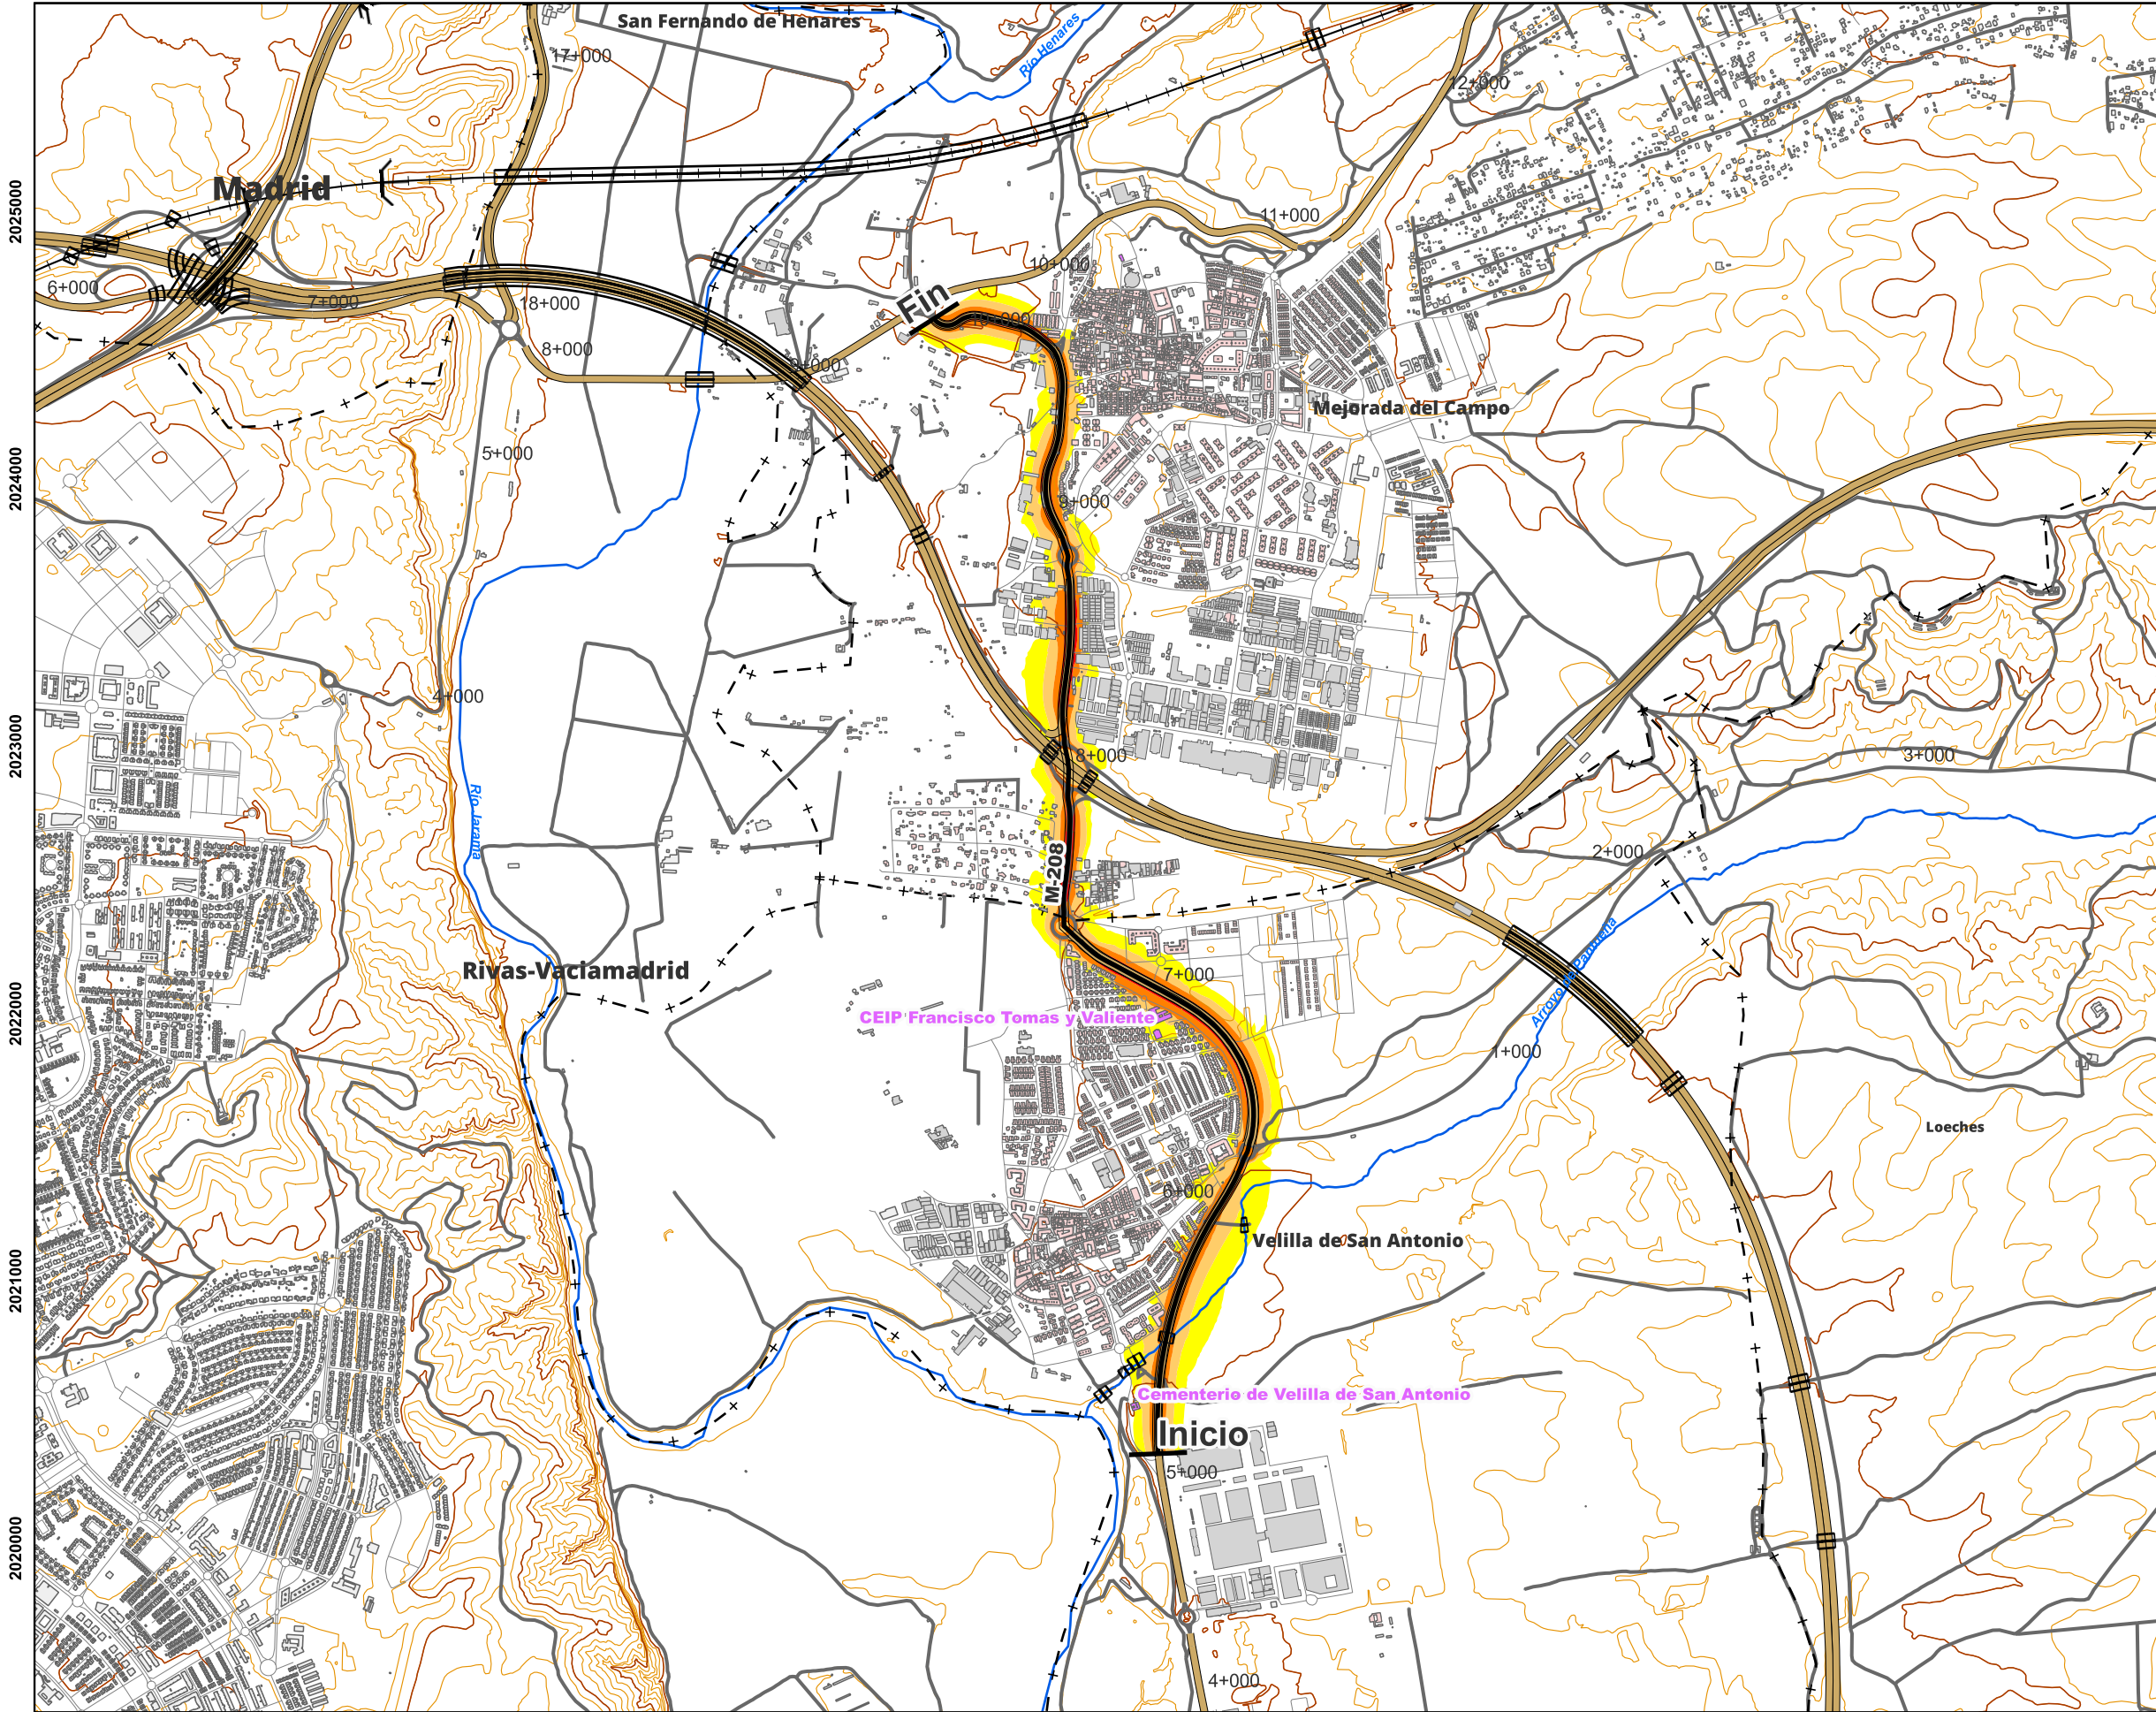 San Fernando de Henares
Río Henares
17+000
12+000
Madrid
2025000
11+000
10+000
6+000
7+000
18+000
Fin
10+000
8+000
9+000
Mejorada del Campo
5+000
2024000
9+000
4+000
2023000
8+000
3+000
Río Jarama
2+000
M-208
Rivas-Vaciamadrid
7+000
Arroyo de Pantueña
2022000
CEIP Francisco Tomas y Valiente
1+000
Loeches
6+000
Velilla de San Antonio
2021000
Cementerio de Velilla de San Antonio
Inicio
5+000
2020000
4+000